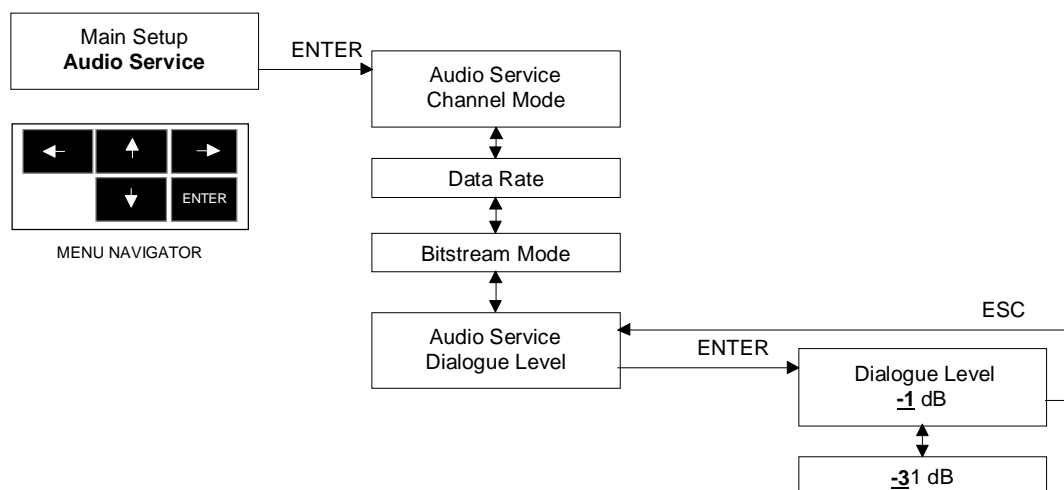 Main Setup
Audio Service
ENTER
Audio Service
Channel Mode
ENTER
MENU NAVIGATOR
Data Rate
Bitstream Mode
Audio Service
Dialogue Level
ESC
ENTER
Dialogue Level
-1 dB
-31 dB